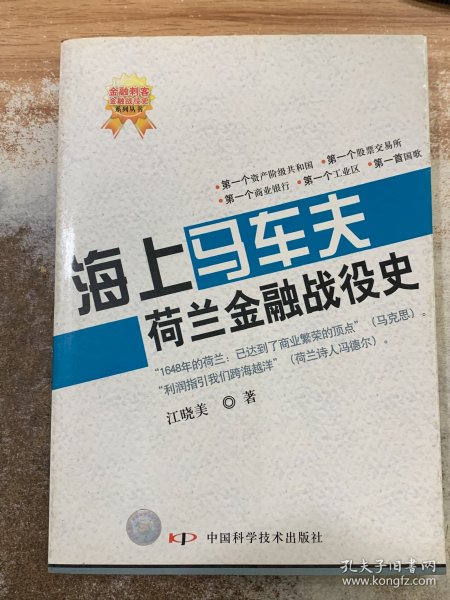 金融刺客
金融战役史
系列丛书
•第一个资产阶级共和国 •第一个股票交易所
•第一个商业银行 •第一个工业区 •第一首国歌
海上马车夫
荷兰金融战役史
“1648年的荷兰：已达到了商业繁荣的顶点”（马克思）。
“利润指引我们跨海越洋”（荷兰诗人冯德尔）。
江晓美 ◎ 著
中国科学技术出版社
孔夫子旧书网
www.kongfz.com